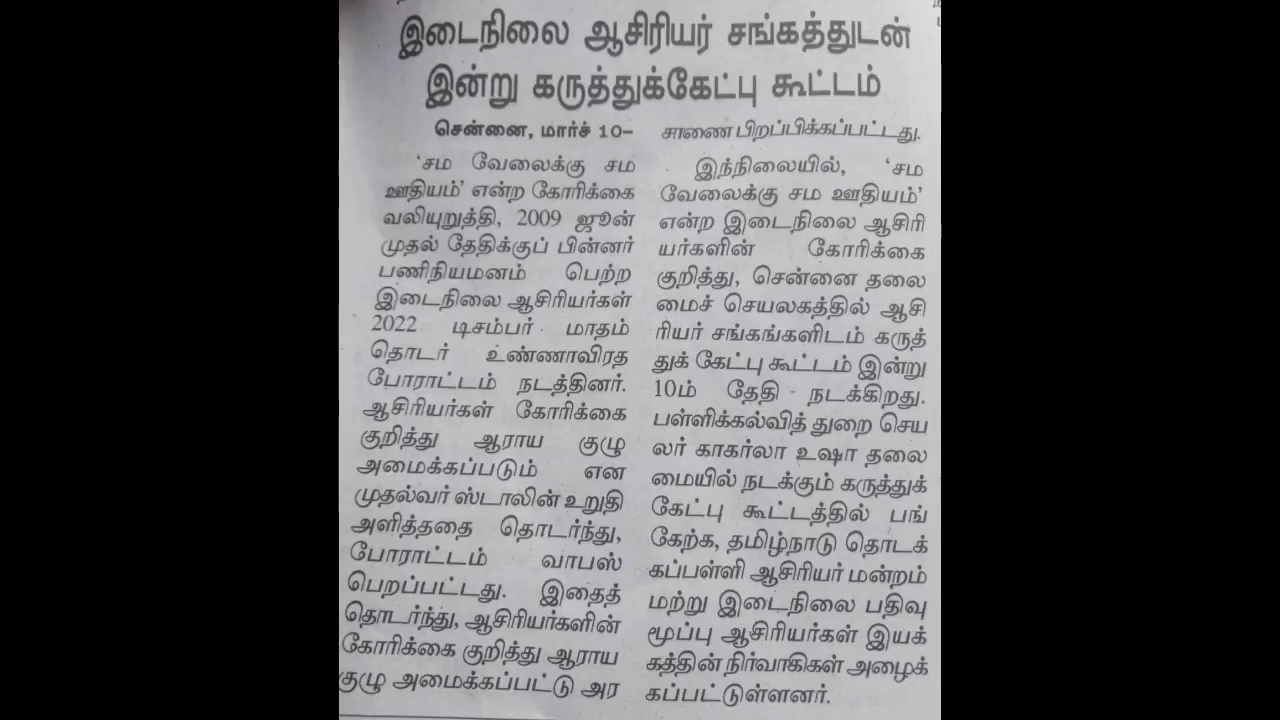 இடைநிலை ஆசிரியர் சங்கத்துடன்
இன்று கருத்துக்கேட்பு கூட்டம்
சென்னை, மார்ச் 10–
'சம வேலைக்கு சம
ஊதியம்' என்ற கோரிக்கை
வலியுறுத்தி, 2009 ஜூன்
முதல் தேதிக்குப் பின்னர்
பணிநியமனம் பெற்ற
இடைநிலை ஆசிரியர்கள்
2022 டிசம்பர் மாதம்
தொடர் உண்ணாவிரத
போராட்டம் நடத்தினர்.
ஆசிரியர்கள் கோரிக்கை
குறித்து ஆராய குழு
அமைக்கப்படும் என
முதல்வர் ஸ்டாலின் உறுதி
அளித்ததை தொடர்ந்து,
போராட்டம் வாபஸ்
பெறப்பட்டது. இதைத்
தொடர்ந்து, ஆசிரியர்களின்
கோரிக்கை குறித்து ஆராய
குழு அமைக்கப்பட்டு அர
சாணை பிறப்பிக்கப்பட்டது.
இந்நிலையில், 'சம
வேலைக்கு சம ஊதியம்'
என்ற இடைநிலை ஆசிரி
யர்களின் கோரிக்கை
குறித்து, சென்னை தலை
மைச் செயலகத்தில் ஆசி
ரியர் சங்கங்களிடம் கருத்
துக் கேட்பு கூட்டம் இன்று
10ம் தேதி நடக்கிறது.
பள்ளிக்கல்வித் துறை செய
லர் காகர்லா உஷா தலை
மையில் நடக்கும் கருத்துக்
கேட்பு கூட்டத்தில் பங்
கேற்க, தமிழ்நாடு தொடக்
கப்பள்ளி ஆசிரியர் மன்றம்
மற்று இடைநிலை பதிவு
மூப்பு ஆசிரியர்கள் இயக்
கத்தின் நிர்வாகிகள் அழைக்
கப்பட்டுள்ளனர்.